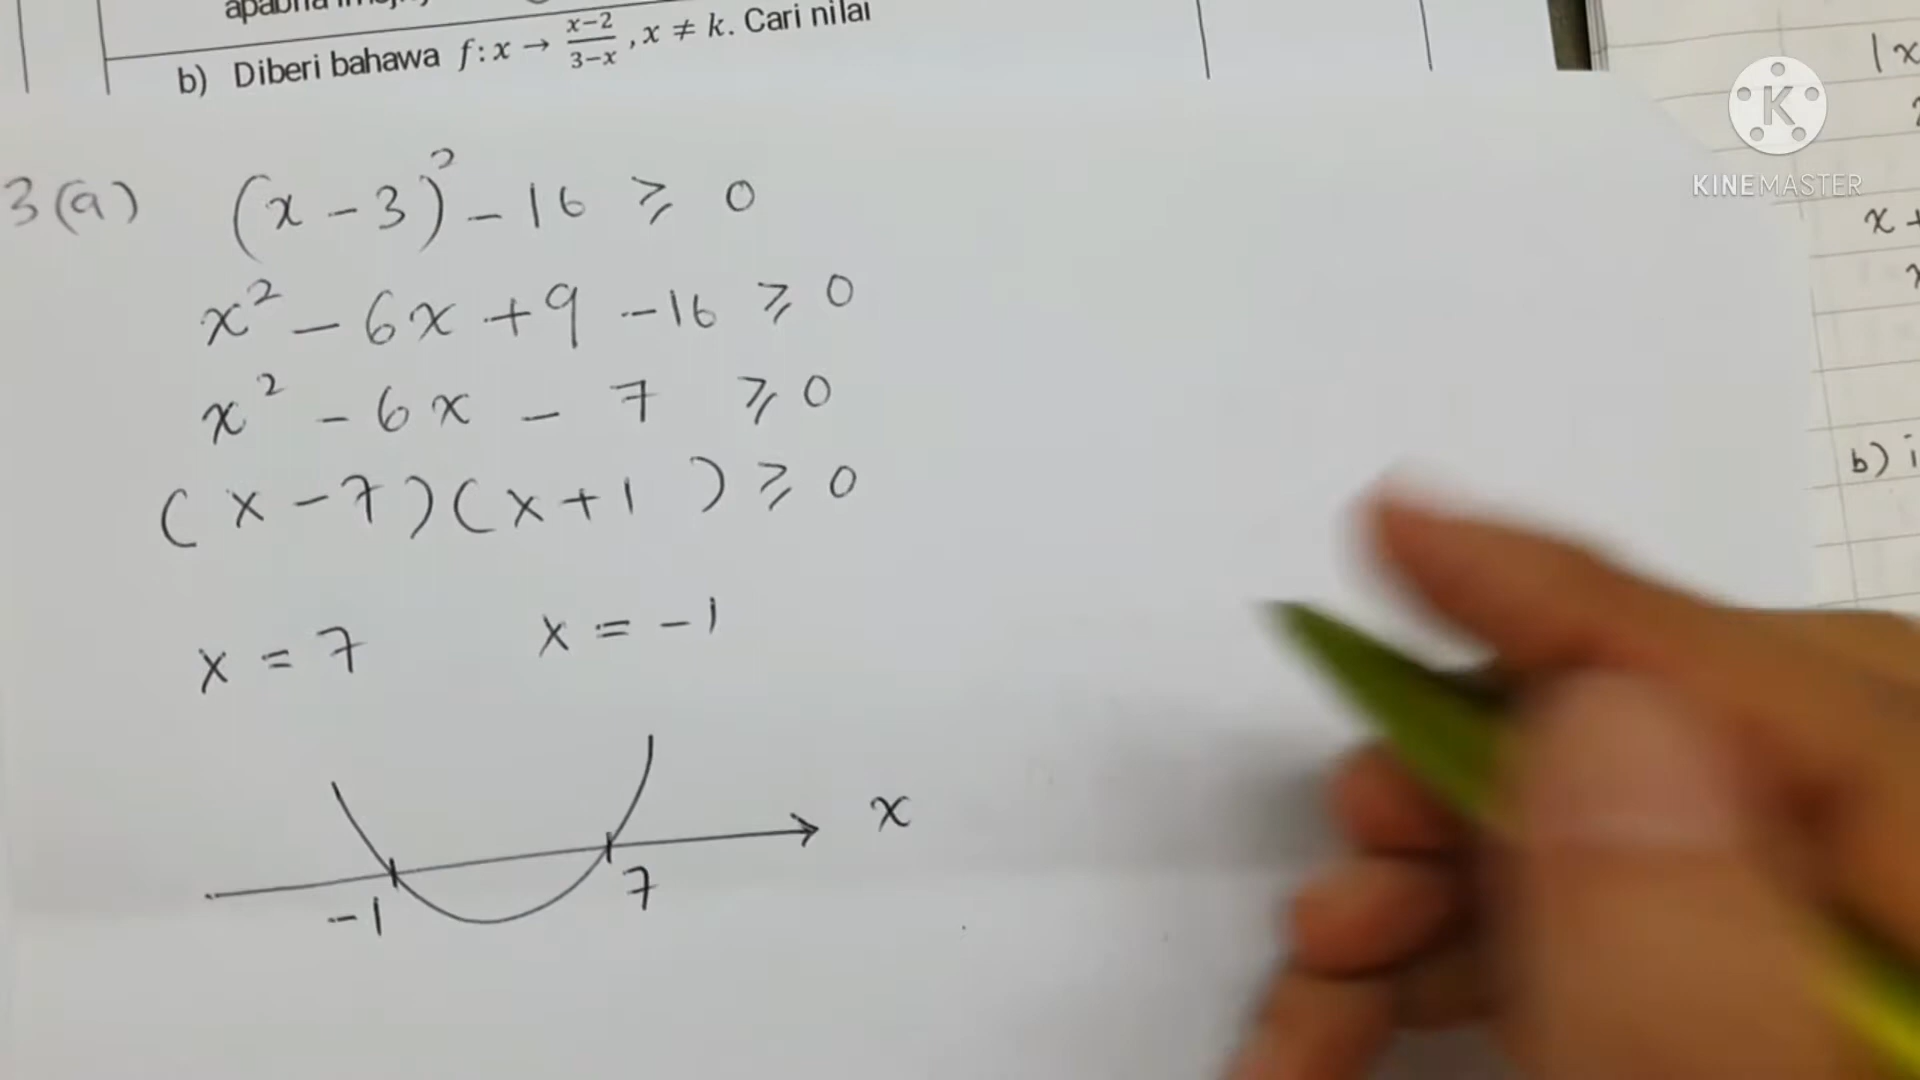 b) Diberi bahawa f: x → \frac{x−2}{3−x}, x ≠ k. Cari nilai
3(a) (x − 3)² − 16 ⩾ 0
x² − 6x + 9 − 16 ⩾ 0
x² − 6x − 7 ⩾ 0
(x − 7)(x + 1) ⩾ 0
x = 7 x = −1
x
−1 7
K
KINEMASTER
|x
x +
b) i